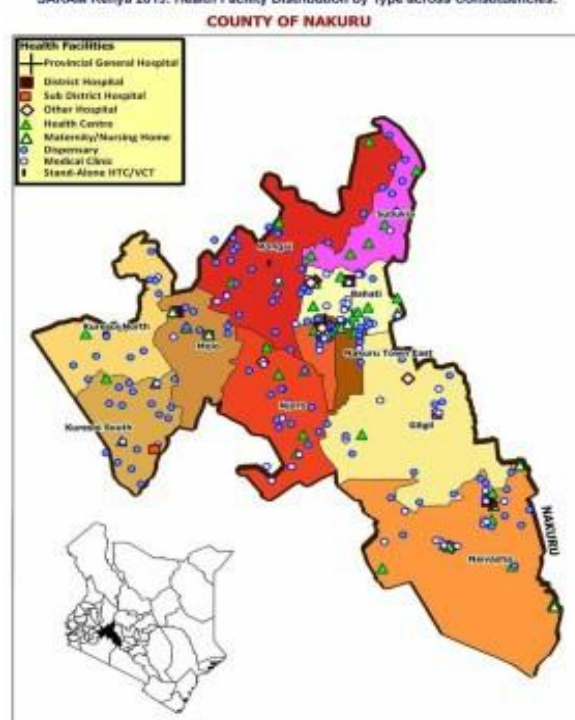 SARAM Kenya 2013: Health Facility Distribution by Type across Constituencies.
COUNTY OF NAKURU
Health Facilities
Provincial General Hospital
District Hospital
Sub District Hospital
Other Hospital
Health Centre
Maternity/Nursing Home
Dispensary
Medical Clinic
Stand-Alone HTC/VCT
Subukia
Rongai
Bahati
Kuresoi North
Molo
Nakuru Town East
Njoro
Gilgil
Kuresoi South
NAKURU
Naivasha